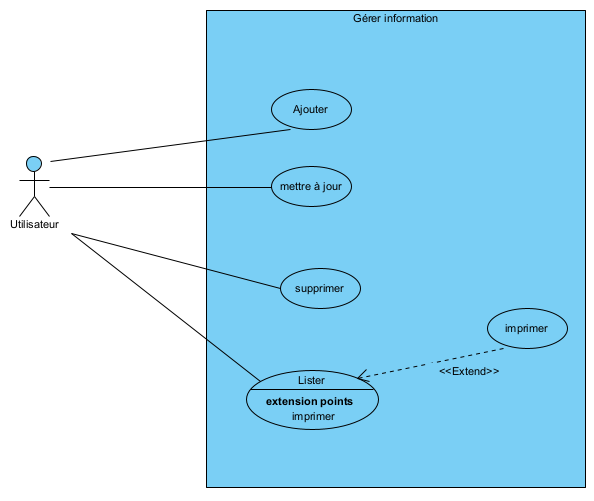 Gérer information
Ajouter
mettre à jour
Utilisateur
supprimer
imprimer
<<Extend>>
Lister
extension points
imprimer